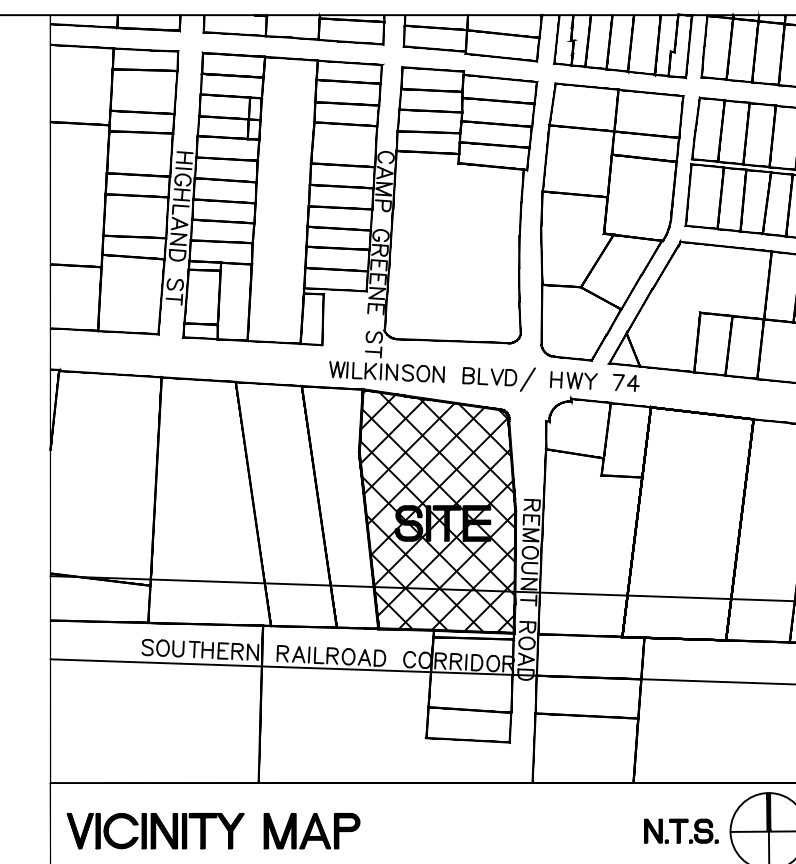 HIGHLAND ST
CAMP GREENE ST
WILKINSON BLVD/ HWY 74
SITE
REMOUNT ROAD
SOUTHERN RAILROAD CORRIDOR
VICINITY MAP
N.T.S.